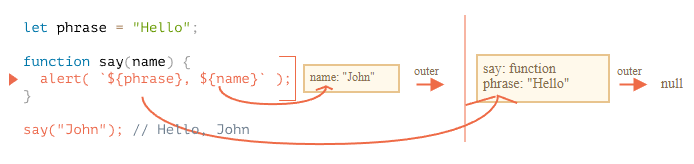 let phrase = "Hello";
function say(name) {
alert( `${phrase}, ${name}` );
}
say("John"); // Hello, John
name: "John"
outer
say: function
phrase: "Hello"
outer
null